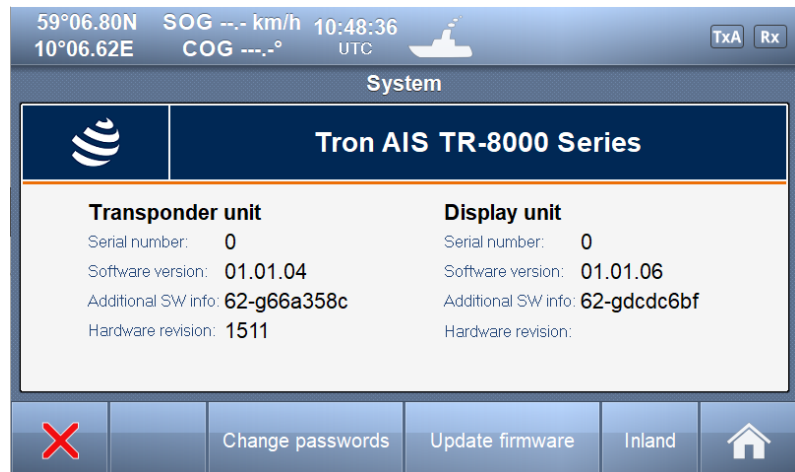 59°06.80N SOG --.- km/h 10:48:36 TxA Rx
10°06.62E COG ---.-° UTC
System
Tron AIS TR-8000 Series
Transponder unit
Serial number: 0
Software version: 01.01.04
Additional SW info: 62-g66a358c
Hardware revision: 1511
Display unit
Serial number: 0
Software version: 01.01.06
Additional SW info: 62-gdcdc6bf
Hardware revision:
Change passwords Update firmware Inland